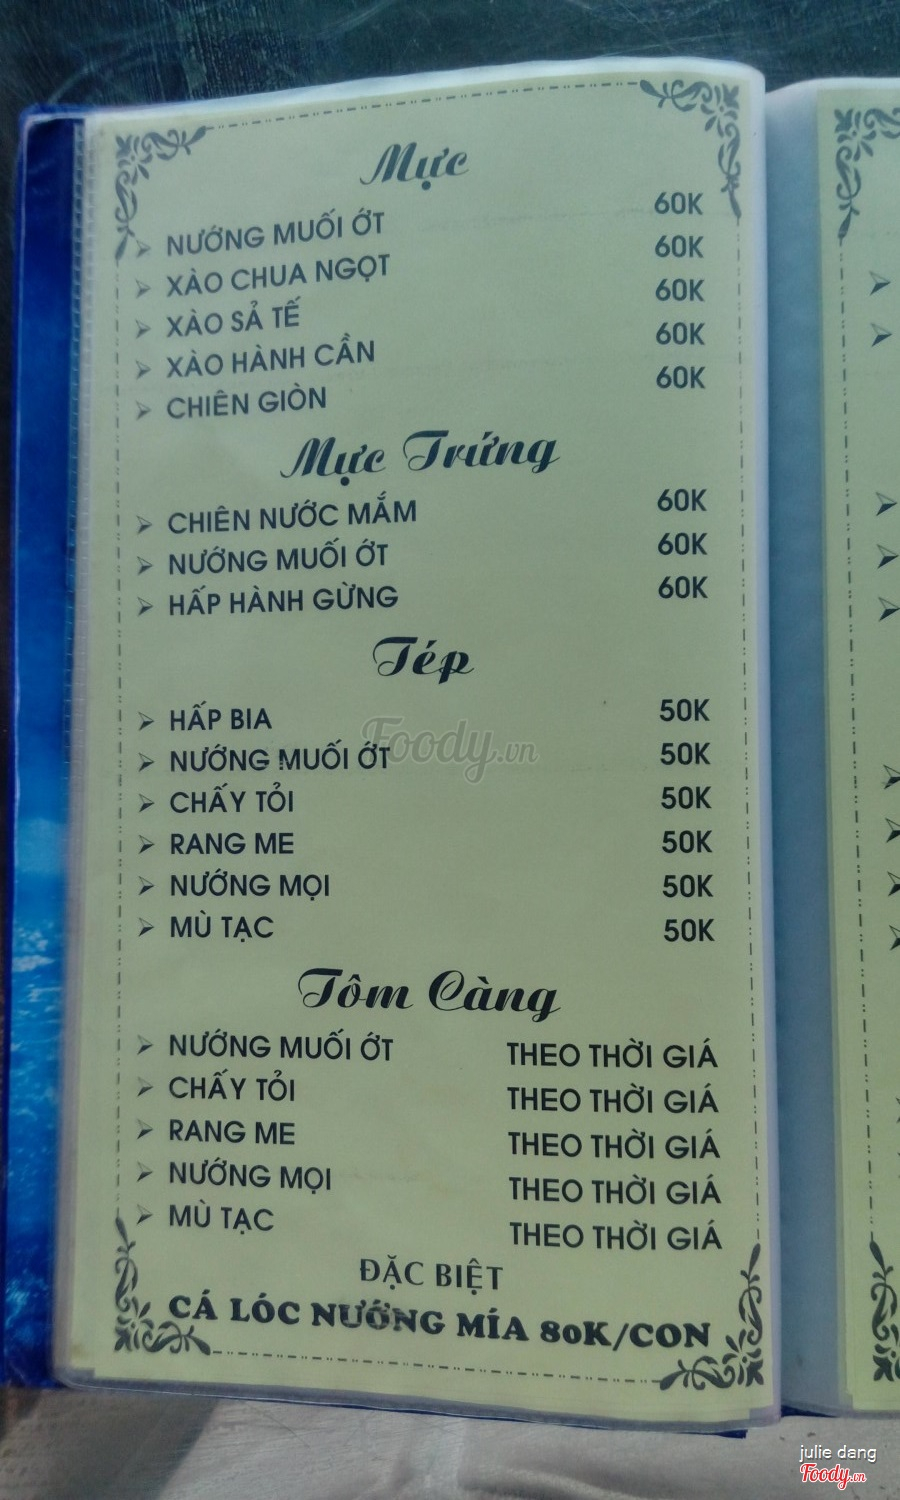 Mực
NƯỚNG MUỐI ỚT 60K
XÀO CHUA NGỌT 60K
XÀO SẢ TẾ 60K
XÀO HÀNH CẦN 60K
CHIÊN GIÒN 60K
Mực Trứng
CHIÊN NƯỚC MẮM 60K
NƯỚNG MUỐI ỚT 60K
HẤP HÀNH GỪNG 60K
Tép
HẤP BIA 50K
NƯỚNG MUỐI ỚT 50K
CHẤY TỎI 50K
RANG ME 50K
NƯỚNG MỌI 50K
MÙ TẠC 50K
Tôm Càng
NƯỚNG MUỐI ỚT THEO THỜI GIÁ
CHẤY TỎI THEO THỜI GIÁ
RANG ME THEO THỜI GIÁ
NƯỚNG MỌI THEO THỜI GIÁ
MÙ TẠC THEO THỜI GIÁ
ĐẶC BIỆT
CÁ LÓC NƯỚNG MÍA 80K/CON
Foody.vn
julie dang
Foody.vn